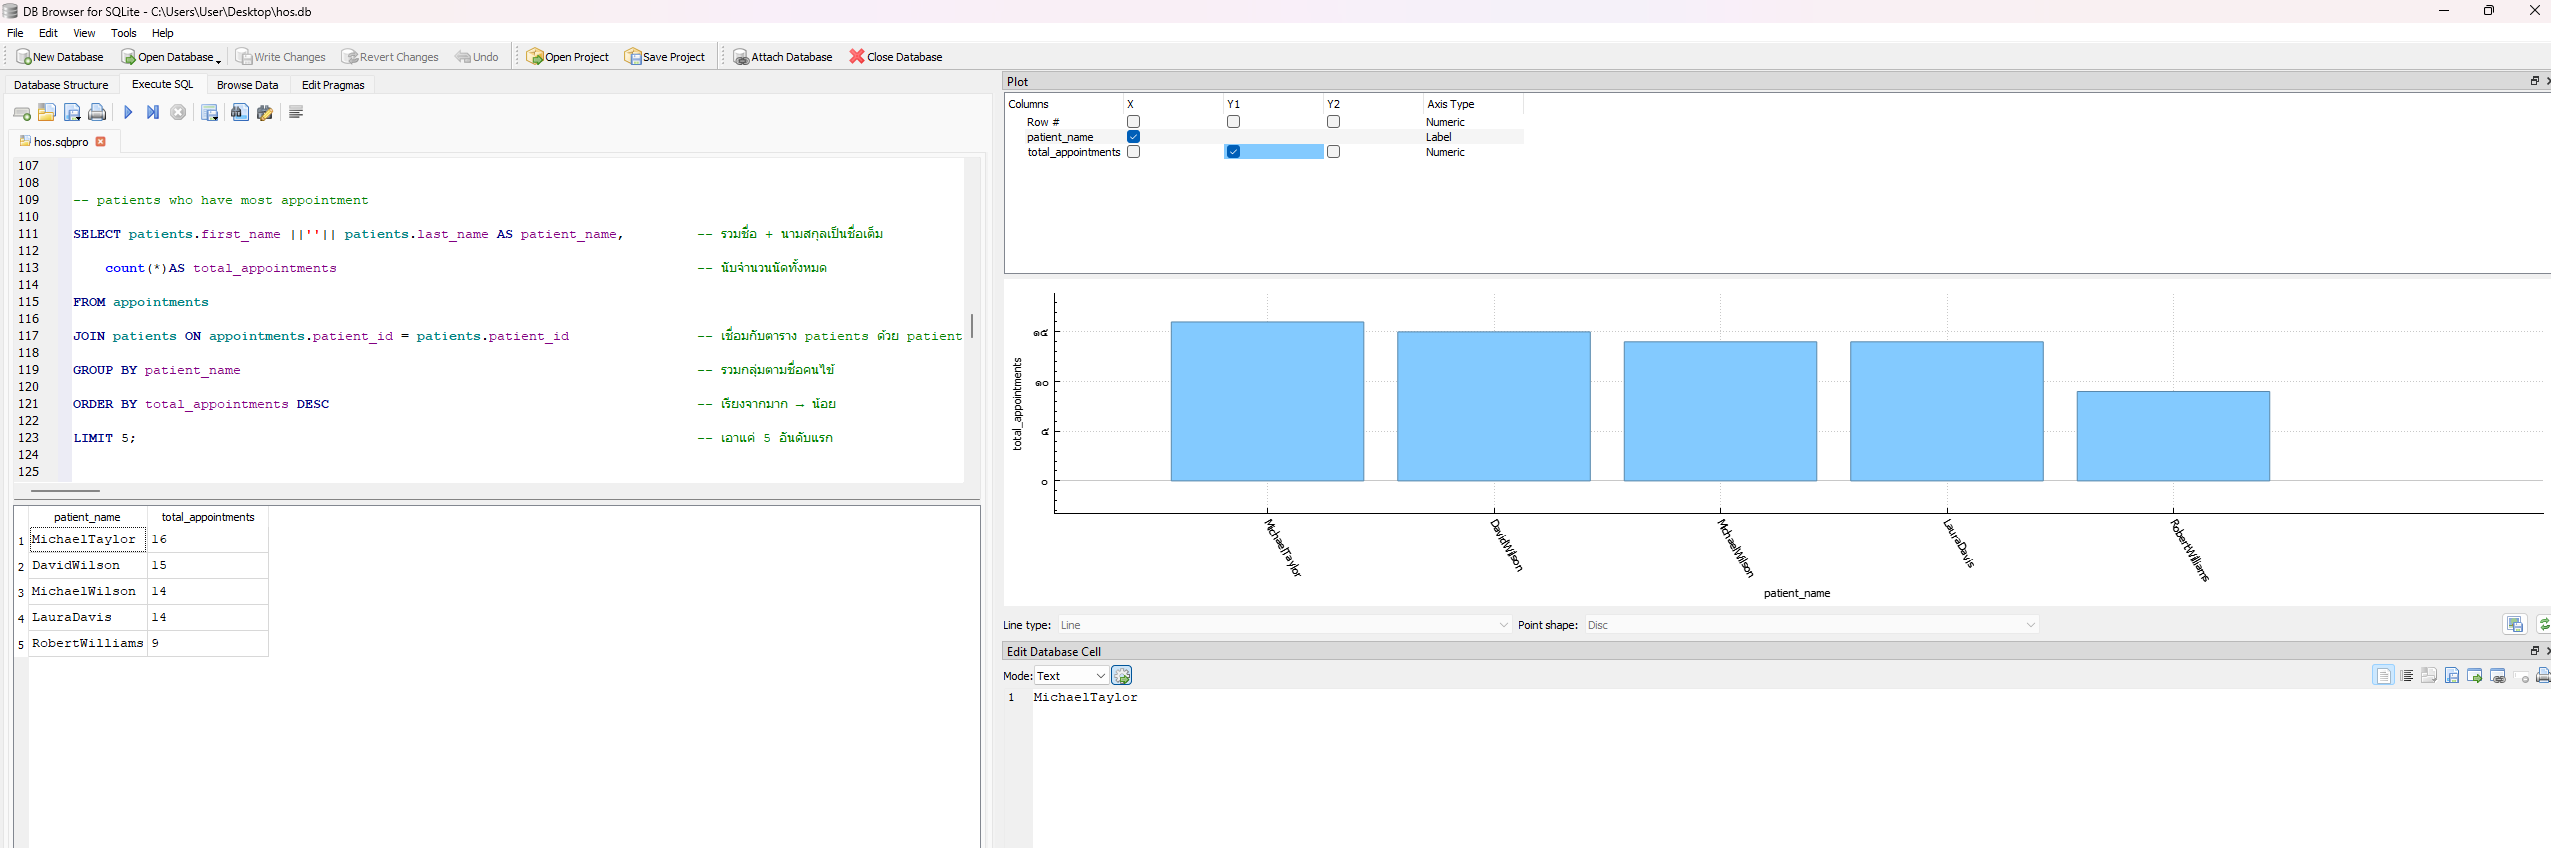 DB Browser for SQLite - C:\Users\User\Desktop\hos.db
File Edit View Tools Help
New Database Open Database Write Changes Revert Changes Undo Open Project Save Project Attach Database Close Database
Database Structure Execute SQL Browse Data Edit Pragmas
hos.sqbpro
107
108
109 -- patients who have most appointment
110
111 SELECT patients.first_name ||''|| patients.last_name AS patient_name, -- รวมชื่อ + นามสกุลเป็นชื่อเต็ม
112
113 count(*)AS total_appointments -- นับจำนวนนัดทั้งหมด
114
115 FROM appointments
116
117 JOIN patients ON appointments.patient_id = patients.patient_id -- เชื่อมกับตาราง patients ด้วย patient
118
119 GROUP BY patient_name -- รวมกลุ่มตามชื่อคนไข้
120
121 ORDER BY total_appointments DESC -- เรียงจากมาก → น้อย
122
123 LIMIT 5; -- เอาแค่ 5 อันดับแรก
124
125
patient_name total_appointments
1 MichaelTaylor 16
2 DavidWilson 15
3 MichaelWilson 14
4 LauraDavis 14
5 RobertWilliams 9
Plot
Columns X Y1 Y2 Axis Type
Row # Numeric
patient_name Label
total_appointments Numeric
total_appointments
๑๕
๑๐
๕
๐
MichaelTaylor DavidWilson MichaelWilson LauraDavis RobertWilliams
patient_name
Line type: Line Point shape: Disc
Edit Database Cell
Mode: Text
1 MichaelTaylor